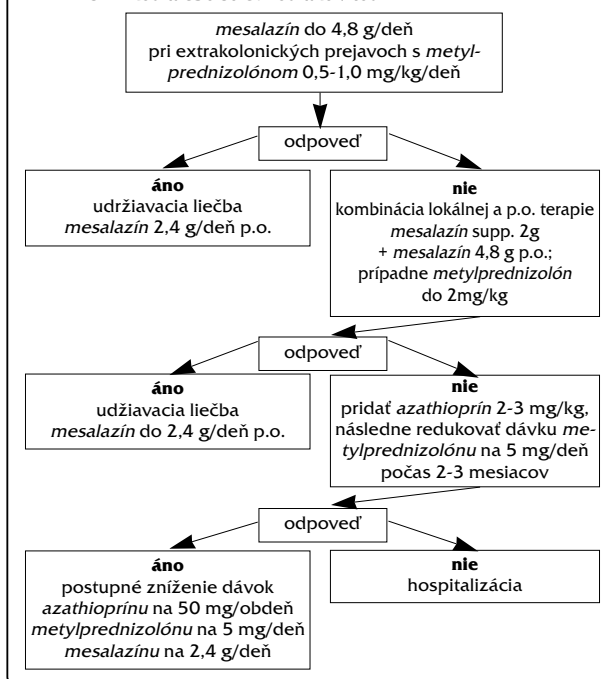 mesalazín do 4,8 g/deň
pri extrakolonických prejavoch s metyl-
prednizolónom 0,5-1,0 mg/kg/deň
odpoveď
áno
udržiavacia liečba
mesalazín 2,4 g/deň p.o.
nie
kombinácia lokálnej a p.o. terapie
mesalazín supp. 2g
+ mesalazín 4,8 g p.o.;
prípadne metylprednizolón
do 2mg/kg
odpoveď
áno
udžiavacia liečba
mesalazín do 2,4 g/deň p.o.
nie
pridať azathioprín 2-3 mg/kg,
následne redukovať dávku me-
tylprednizolónu na 5 mg/deň
počas 2-3 mesiacov
odpoveď
áno
postupné zníženie dávok
azathioprínu na 50 mg/obdeň
metylprednizolónu na 5 mg/deň
mesalazínu na 2,4 g/deň
nie
hospitalizácia